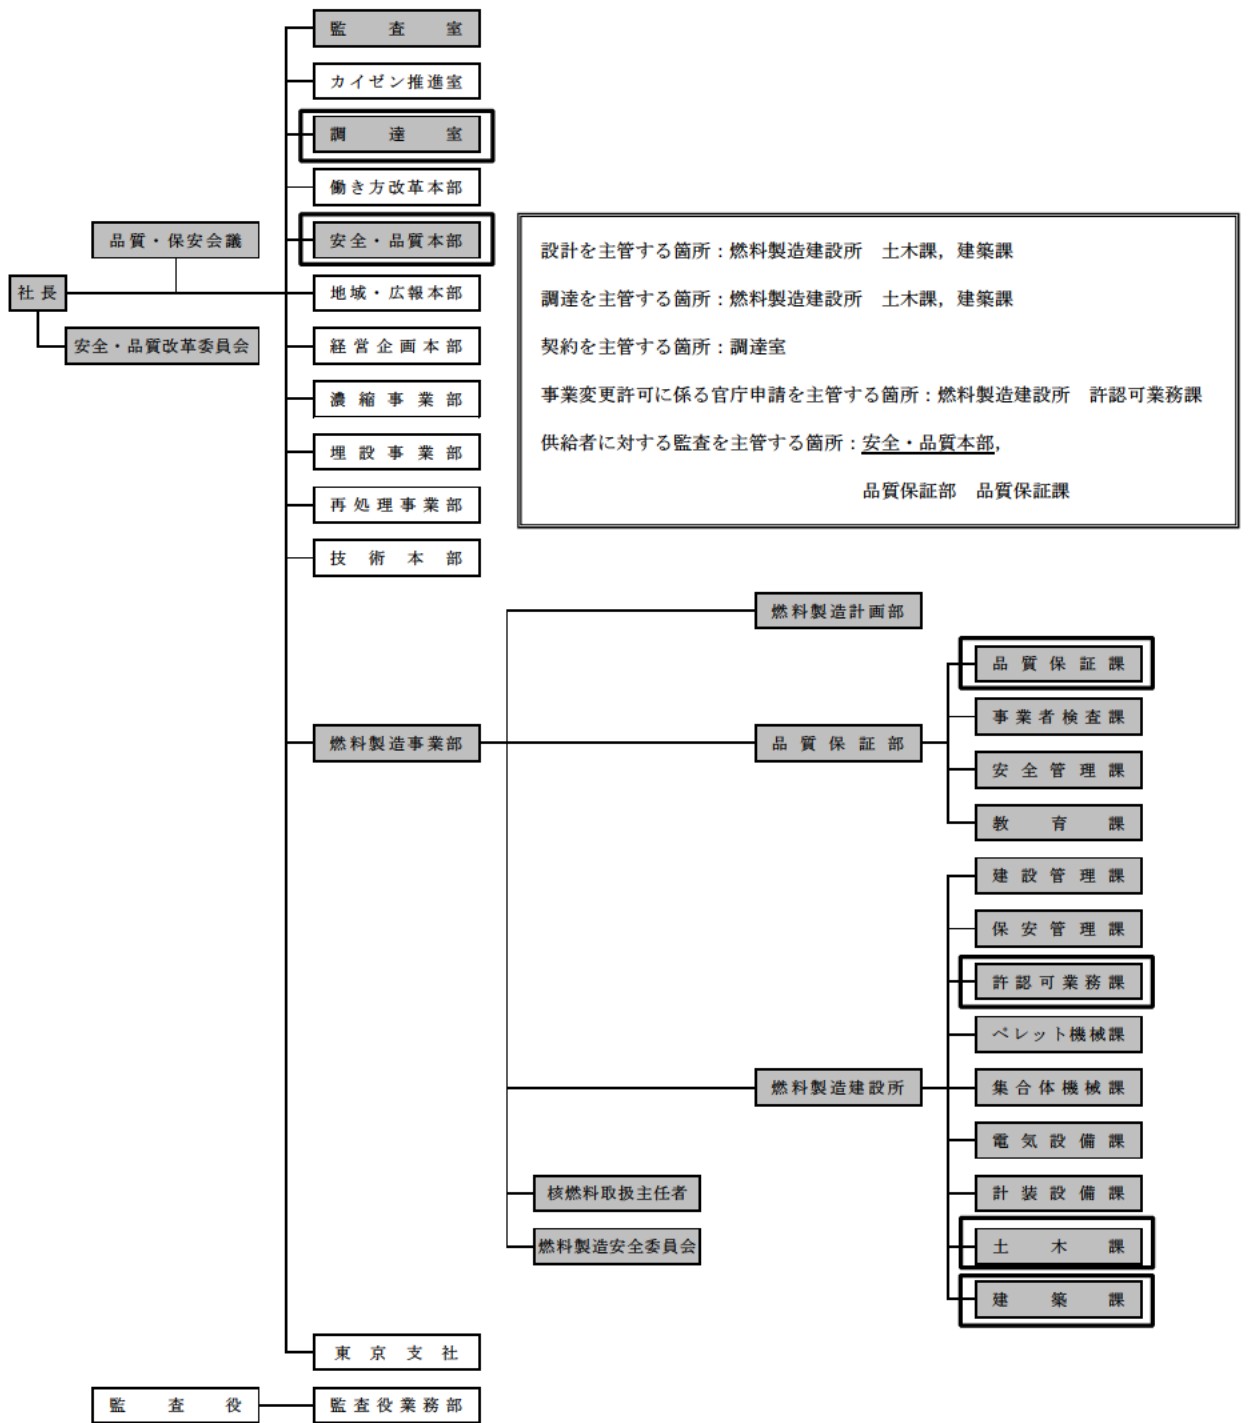 監査室
カイゼン推進室
調達室
働き方改革本部
品質・保安会議
安全・品質本部
社長
地域・広報本部
安全・品質改革委員会
経営企画本部
濃縮事業部
埋設事業部
再処理事業部
技術本部
設計を主管する箇所：燃料製造建設所　土木課，建築課
調達を主管する箇所：燃料製造建設所　土木課，建築課
契約を主管する箇所：調達室
事業変更許可に係る官庁申請を主管する箇所：燃料製造建設所　許認可業務課
供給者に対する監査を主管する箇所：安全・品質本部，
品質保証部　品質保証課
燃料製造計画部
品質保証課
事業者検査課
燃料製造事業部
品質保証部
安全管理課
教育課
建設管理課
保安管理課
許認可業務課
ペレット機械課
燃料製造建設所
集合体機械課
電気設備課
核燃料取扱主任者
計装設備課
燃料製造安全委員会
土木課
建築課
東京支社
監査役
監査役業務部